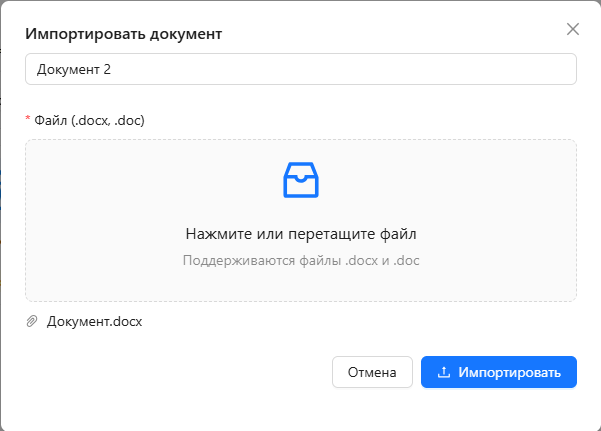 Импортировать документ
Документ 2
* Файл (.docx, .doc)
Нажмите или перетащите файл
Поддерживаются файлы .docx и .doc
Документ.docx
Отмена
Импортировать